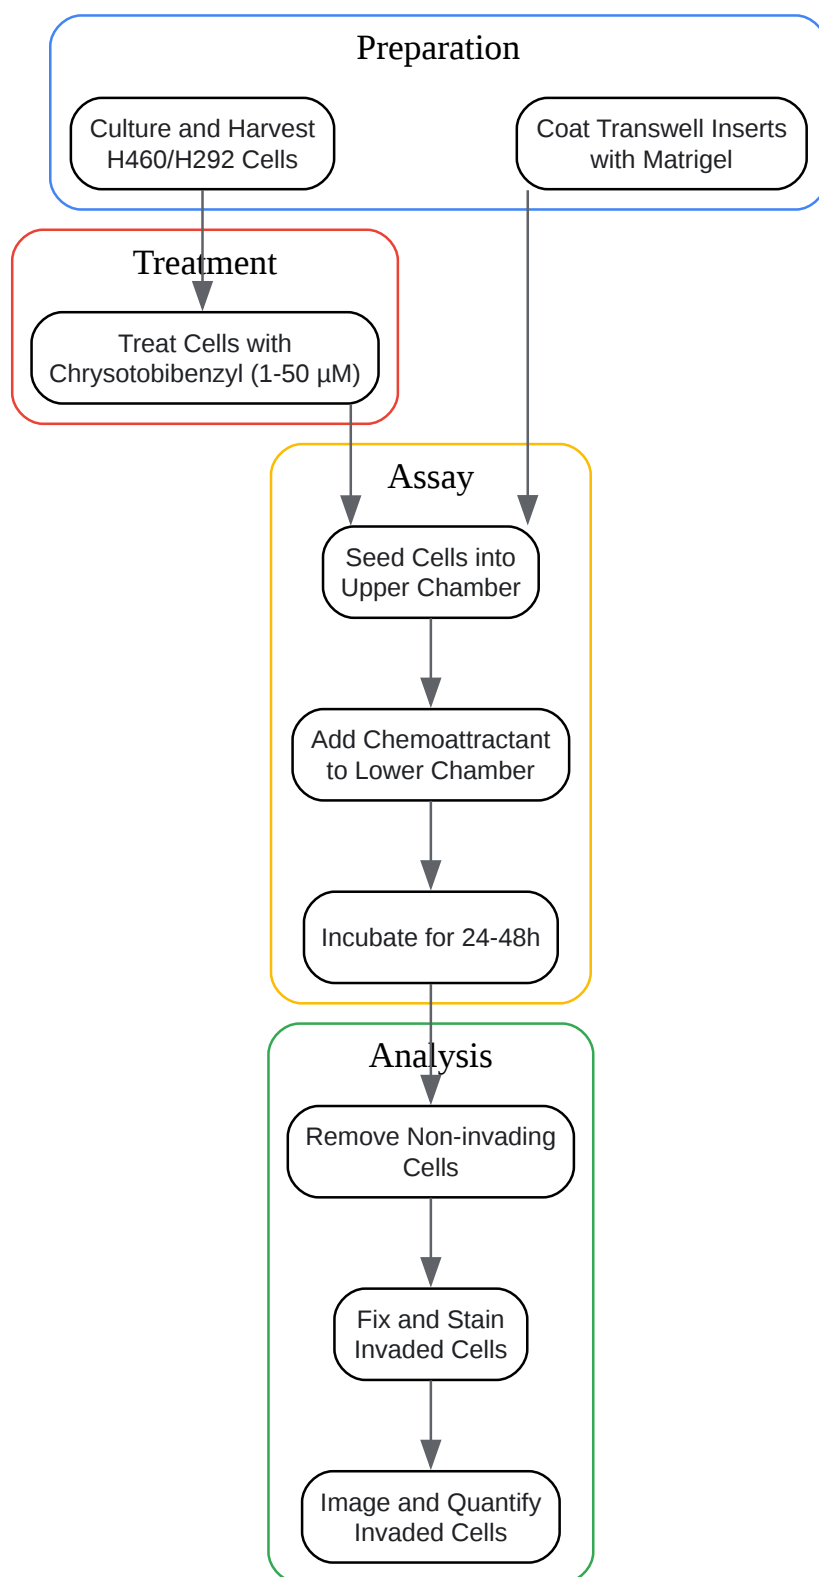 Preparation
Culture and Harvest
H460/H292 Cells
Coat Transwell Inserts
with Matrigel
Treatment
Treat Cells with
Chrysotobibenzyl (1-50 µM)
Assay
Seed Cells into
Upper Chamber
Add Chemoattractant
to Lower Chamber
Incubate for 24-48h
Analysis
Remove Non-invading
Cells
Fix and Stain
Invaded Cells
Image and Quantify
Invaded Cells